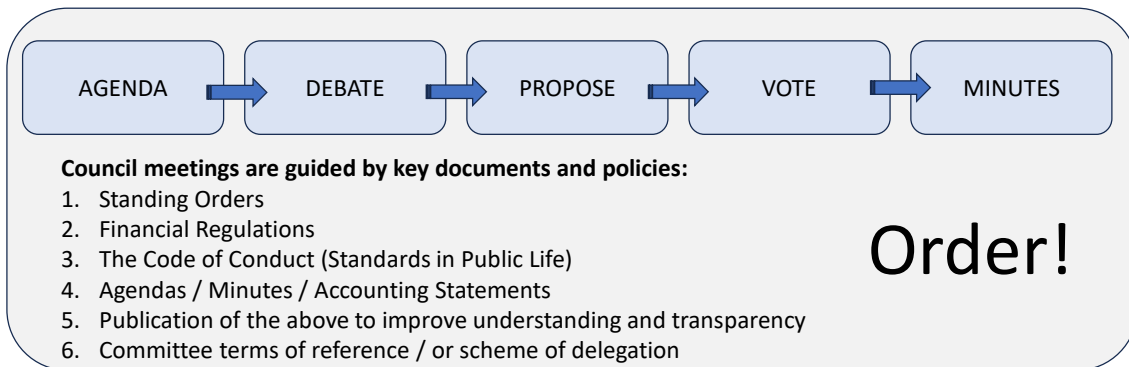 AGENDA
DEBATE
PROPOSE
VOTE
MINUTES
Council meetings are guided by key documents and policies:
1. Standing Orders
2. Financial Regulations
3. The Code of Conduct (Standards in Public Life)
4. Agendas / Minutes / Accounting Statements
5. Publication of the above to improve understanding and transparency
6. Committee terms of reference / or scheme of delegation
Order!